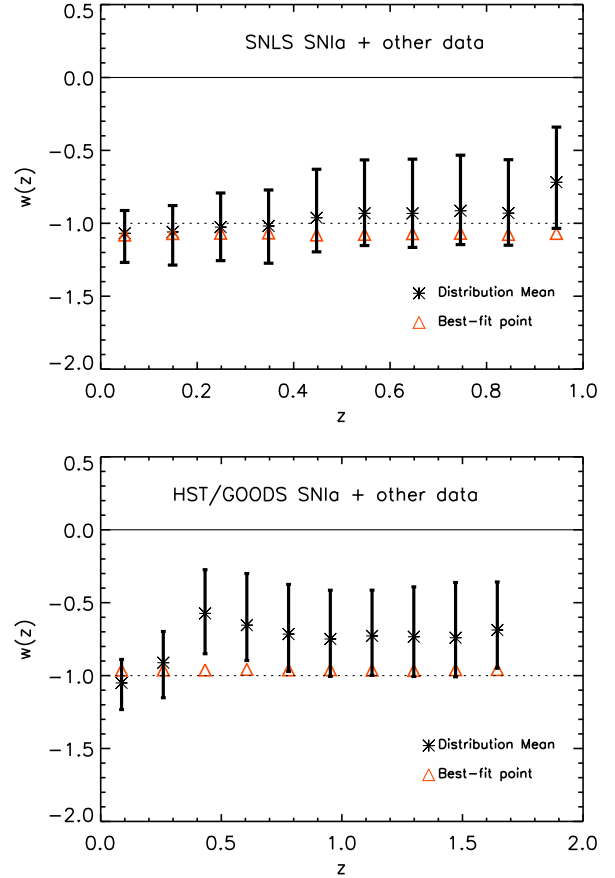 0.5
SNLS SNIa + other data
0.0
w(z)
−0.5
−1.0
−1.5
Distribution Mean
Best−fit point
−2.0
0.0 0.2 0.4 0.6 0.8 1.0
z
0.5
HST/GOODS SNIa + other data
0.0
w(z)
−0.5
−1.0
−1.5
Distribution Mean
Best−fit point
−2.0
0.0 0.5 1.0 1.5 2.0
z